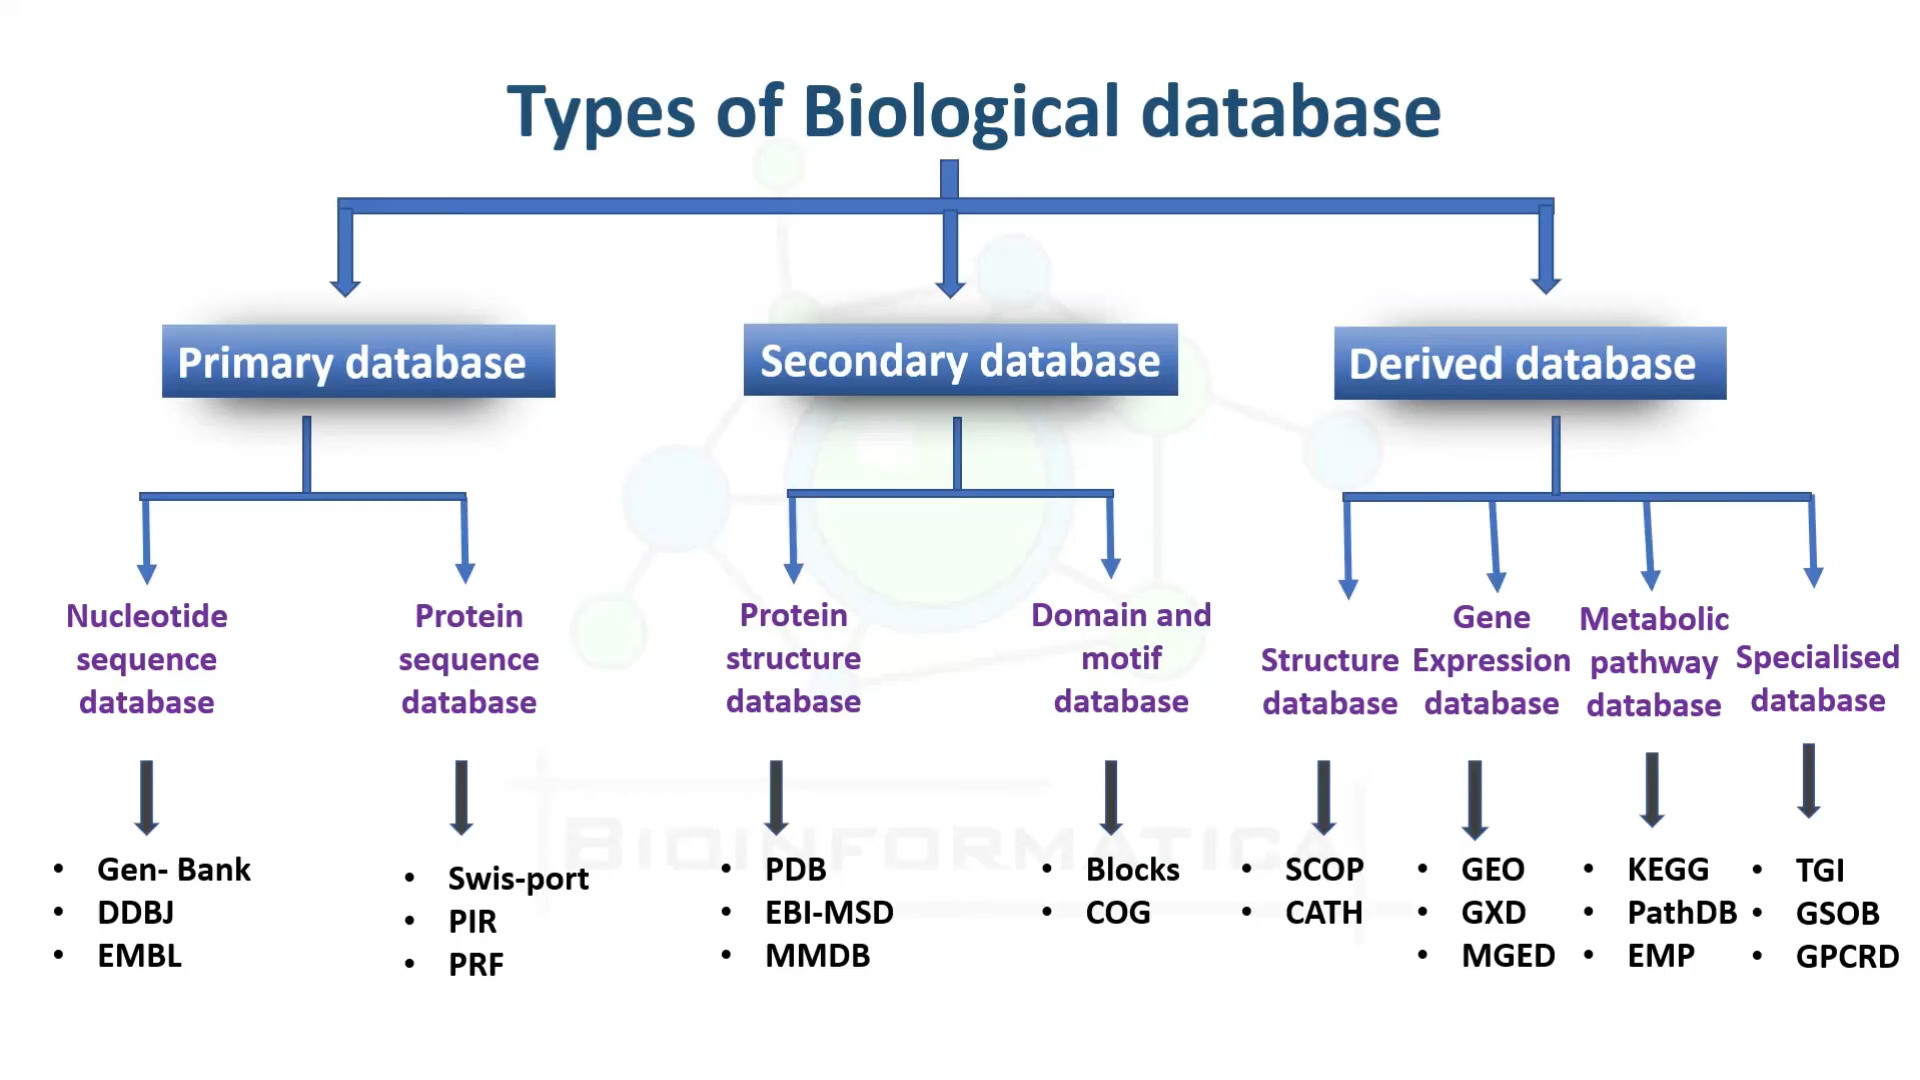 Types of Biological database
Primary database
Secondary database
Derived database
Nucleotide
sequence
database
Protein
sequence
database
Protein
structure
database
Domain and
motif
database
Structure
database
Gene
Expression
database
Metabolic
pathway
database
Specialised
database
• Gen- Bank
• DDBJ
• EMBL
• Swis-port
• PIR
• PRF
• PDB
• EBI-MSD
• MMDB
• Blocks
• COG
• SCOP
• CATH
• GEO
• GXD
• MGED
• KEGG
• PathDB
• EMP
• TGI
• GSOB
• GPCRD
BIOINFORMATICA